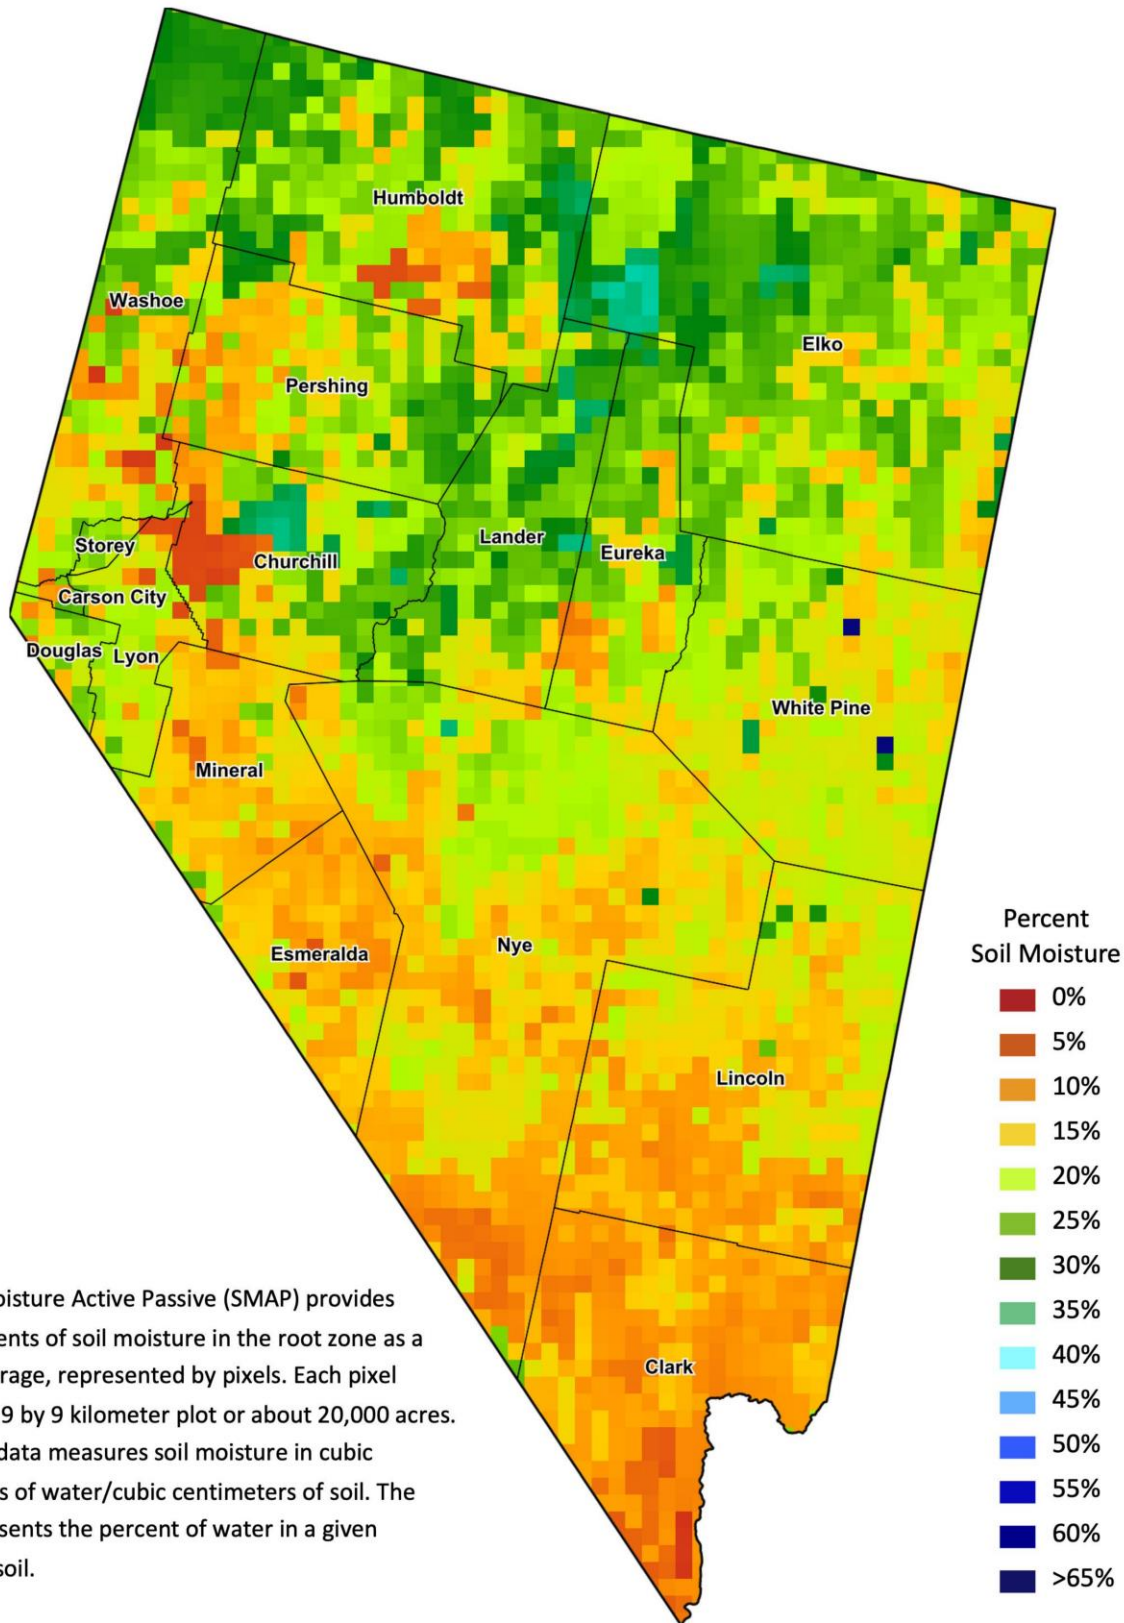 Humboldt
Washoe
Elko
Pershing
Storey
Churchill
Lander
Eureka
Carson City
Douglas
Lyon
White Pine
Mineral
Esmeralda
Nye
Lincoln
Clark
Percent
Soil Moisture
0%
5%
10%
15%
20%
25%
30%
35%
40%
45%
50%
55%
60%
>65%
oisture Active Passive (SMAP) provides
ents of soil moisture in the root zone as a
rage, represented by pixels. Each pixel
9 by 9 kilometer plot or about 20,000 acres.
data measures soil moisture in cubic
s of water/cubic centimeters of soil. The
sents the percent of water in a given
soil.